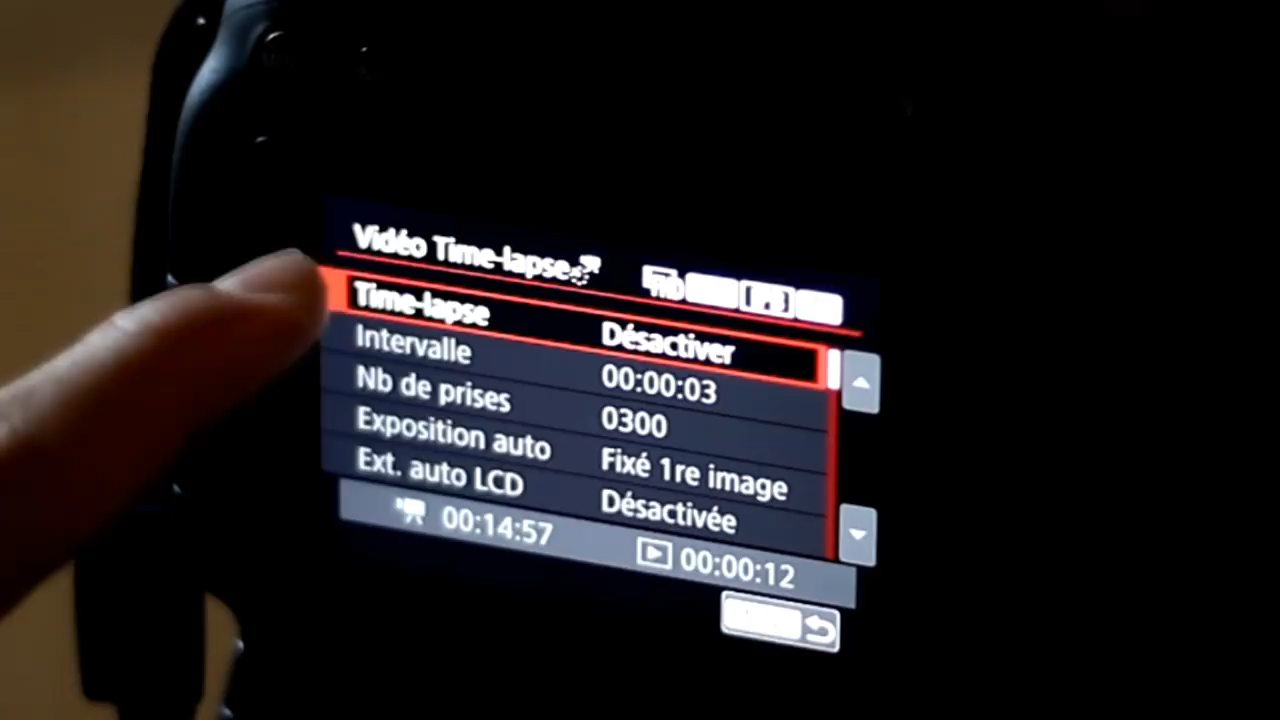 Vidéo Time-lapse
Time-lapse Désactiver
Intervalle 00:00:03
Nb de prises 0300
Exposition auto Fixé 1re image
Ext. auto LCD Désactivée
00:14:57 00:00:12